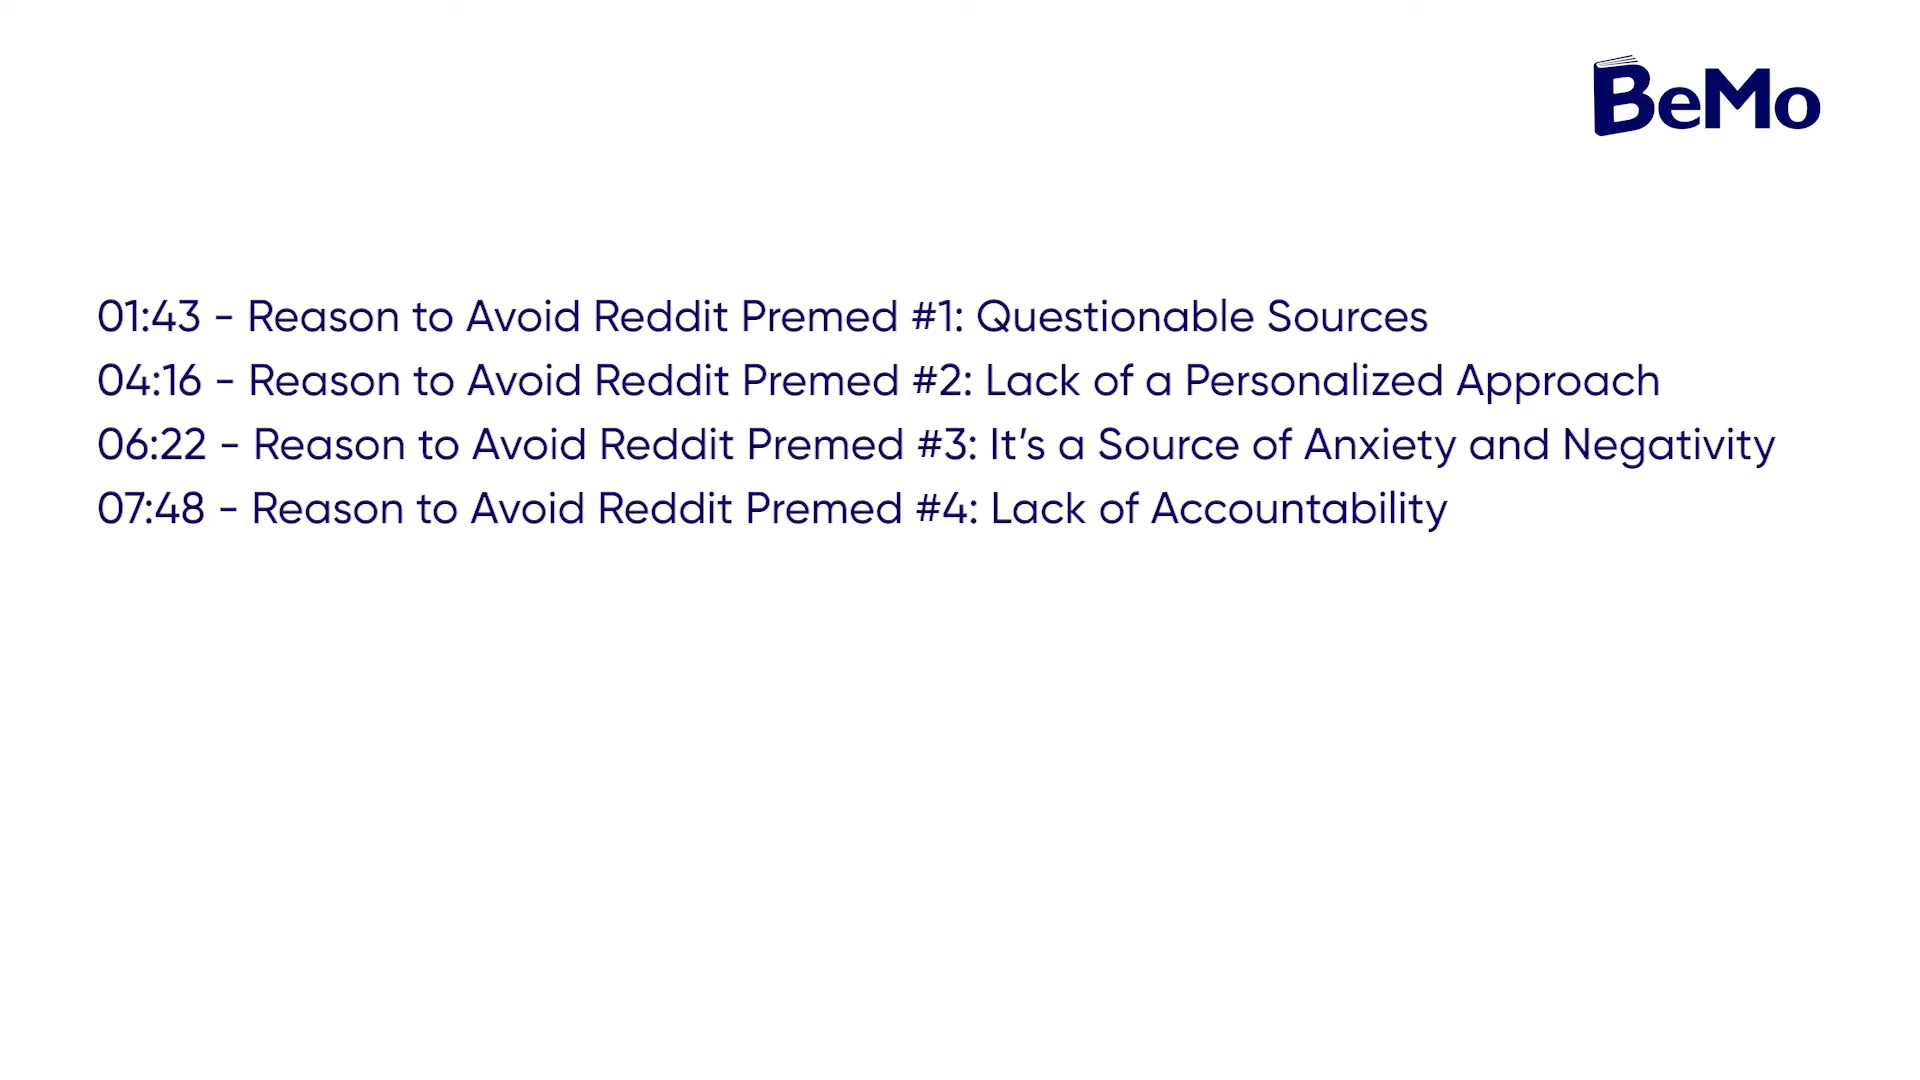 BeMo
01:43 - Reason to Avoid Reddit Premed #1: Questionable Sources
04:16 - Reason to Avoid Reddit Premed #2: Lack of a Personalized Approach
06:22 - Reason to Avoid Reddit Premed #3: It’s a Source of Anxiety and Negativity
07:48 - Reason to Avoid Reddit Premed #4: Lack of Accountability